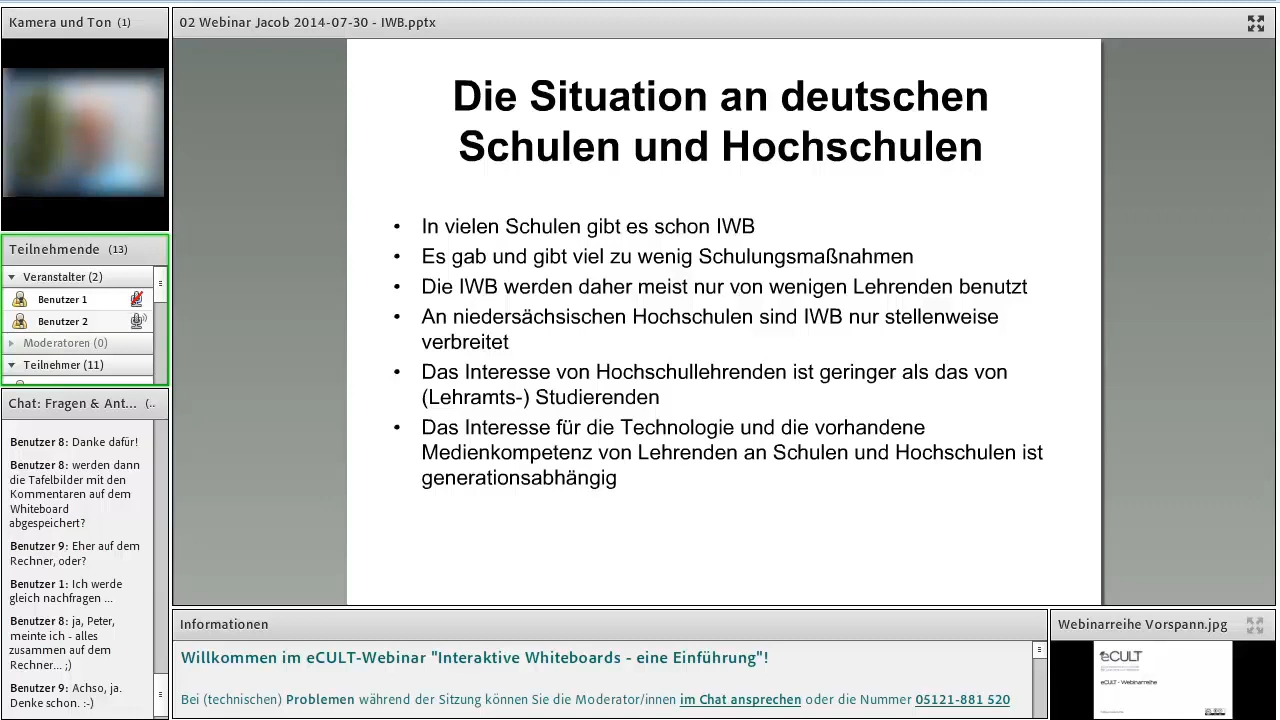 Kamera und Ton (1)
Teilnehmende (13)
Veranstalter (2)
Benutzer 1
Benutzer 2
Moderatoren (0)
Teilnehmer (11)
Chat: Fragen & Ant... (..
Benutzer 8: Danke dafür!
Benutzer 8: werden dann
die Tafelbilder mit den
Kommentaren auf dem
Whiteboard
abgespeichert?
Benutzer 9: Eher auf dem
Rechner, oder?
Benutzer 1: Ich werde
gleich nachfragen ...
Benutzer 8: ja, Peter,
meinte ich - alles
zusammen auf dem
Rechner... ;)
Benutzer 9: Achso, ja.
Denke schon. :-)
02 Webinar Jacob 2014-07-30 - IWB.pptx
Die Situation an deutschen
Schulen und Hochschulen
• In vielen Schulen gibt es schon IWB
• Es gab und gibt viel zu wenig Schulungsmaßnahmen
• Die IWB werden daher meist nur von wenigen Lehrenden benutzt
• An niedersächsischen Hochschulen sind IWB nur stellenweise
verbreitet
• Das Interesse von Hochschullehrenden ist geringer als das von
(Lehramts-) Studierenden
• Das Interesse für die Technologie und die vorhandene
Medienkompetenz von Lehrenden an Schulen und Hochschulen ist
generationsabhängig
Informationen
Willkommen im eCULT-Webinar "Interaktive Whiteboards - eine Einführung"!
Bei (technischen) Problemen während der Sitzung können Sie die Moderator/innen im Chat ansprechen oder die Nummer 05121-881 520
Webinarreihe Vorspann.jpg
eCULT
eCULT - Webinarreihe